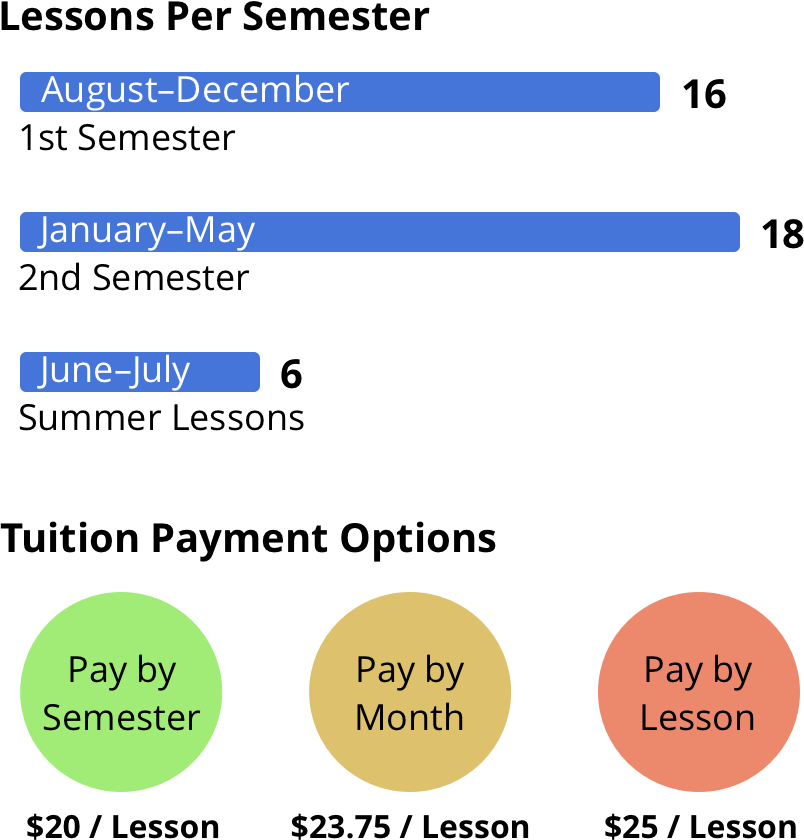 Lessons Per Semester
August–December 16
1st Semester
January–May 18
2nd Semester
June–July 6
Summer Lessons
Tuition Payment Options
Pay by Semester
Pay by Month
Pay by Lesson
$20 / Lesson
$23.75 / Lesson
$25 / Lesson